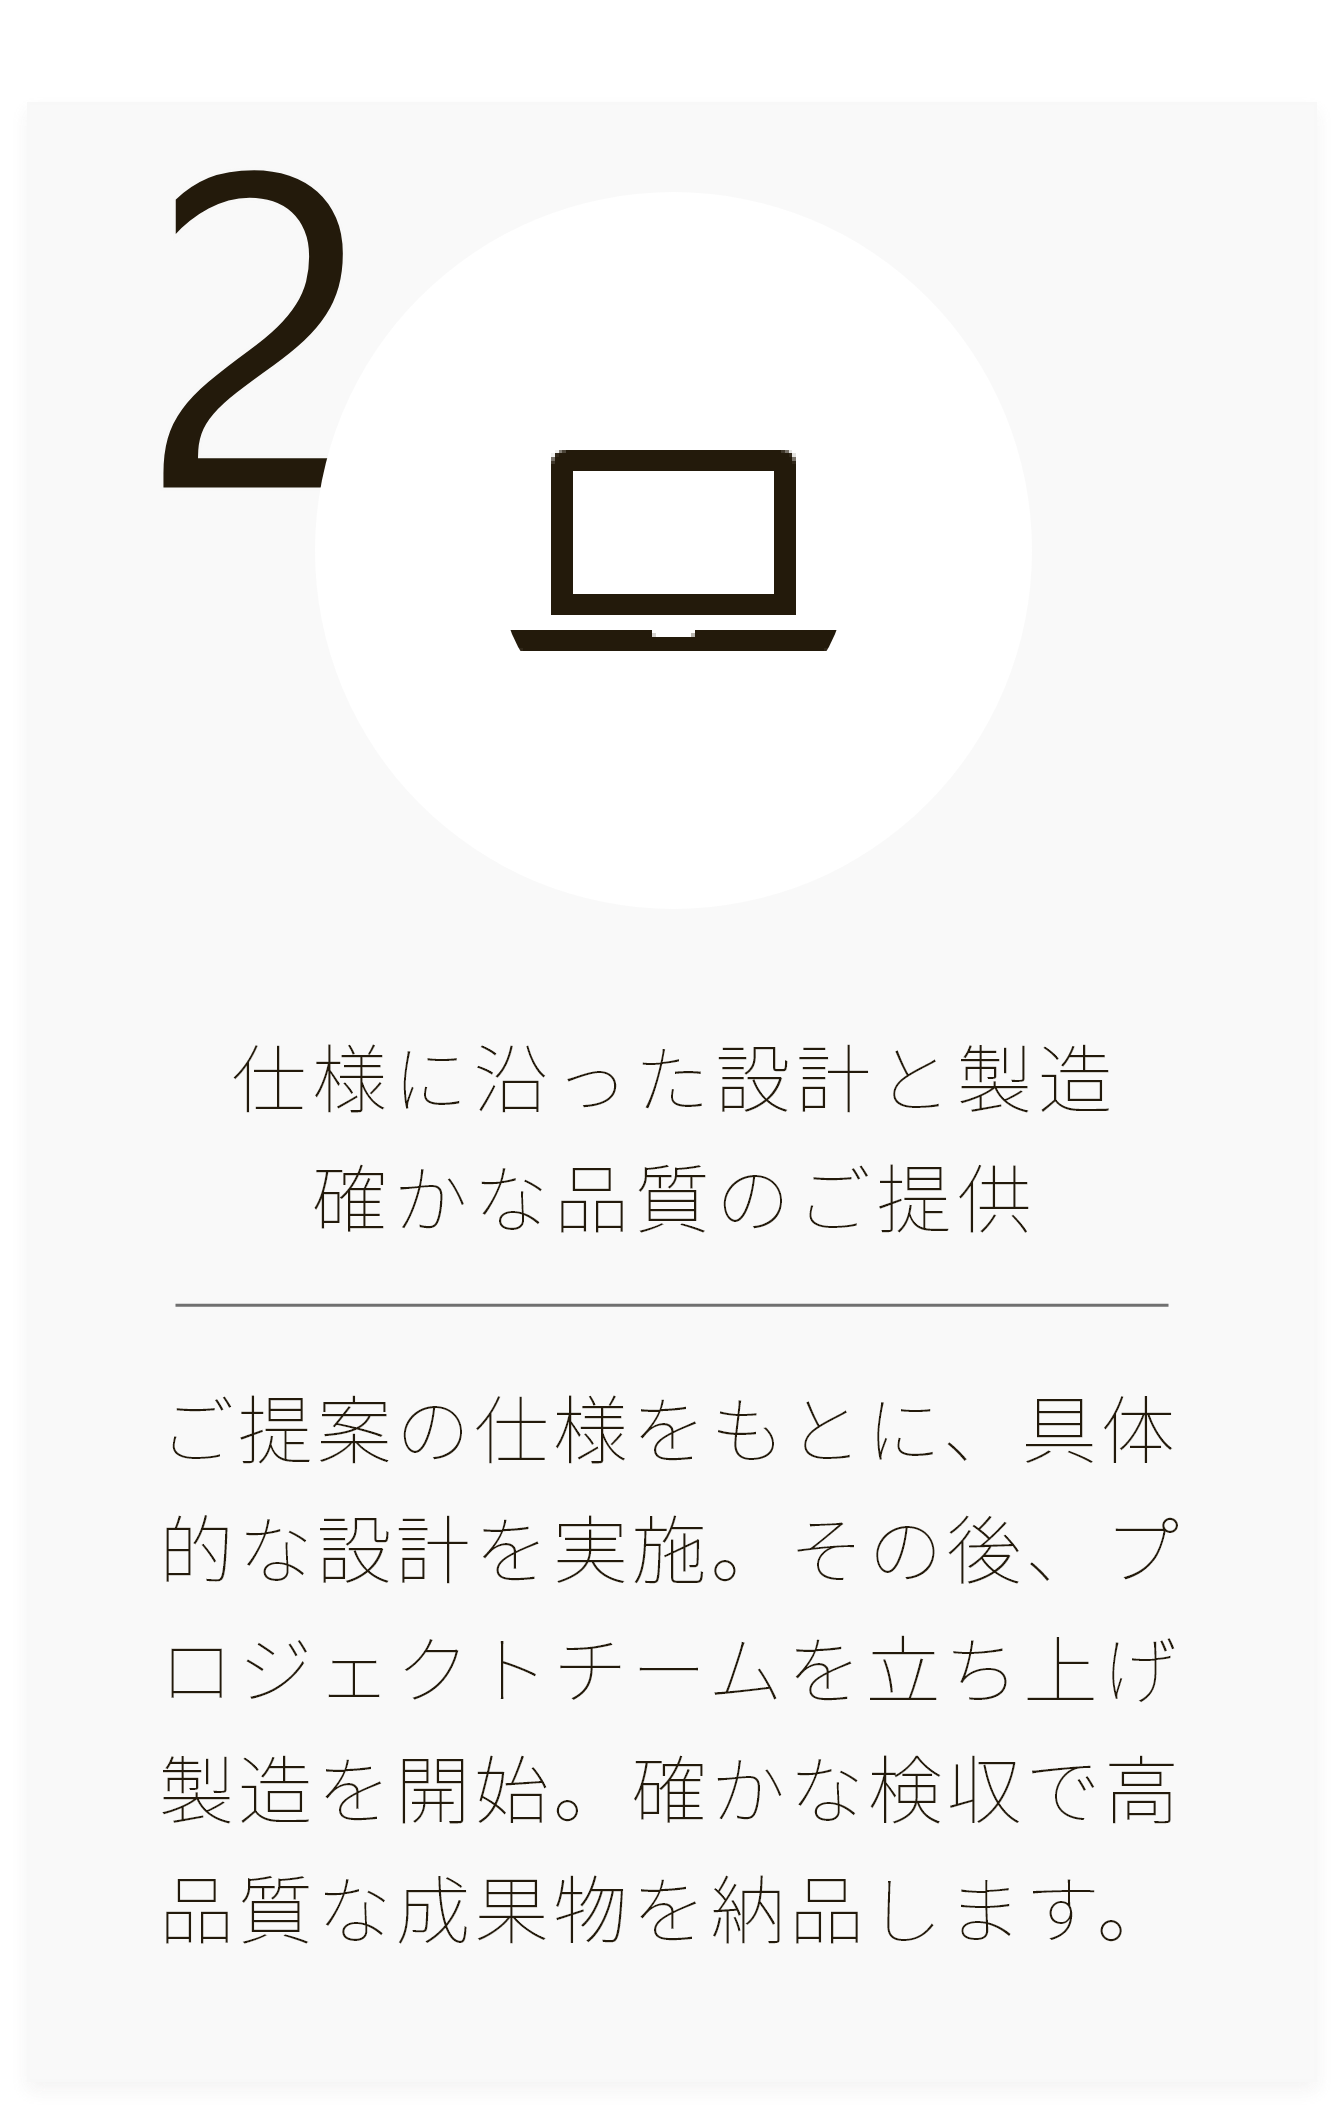 2
仕様に沿った設計と製造
確かな品質のご提供
ご提案の仕様をもとに、具体
的な設計を実施。その後、プ
ロジェクトチームを立ち上げ
製造を開始。確かな検収で高
品質な成果物を納品します。